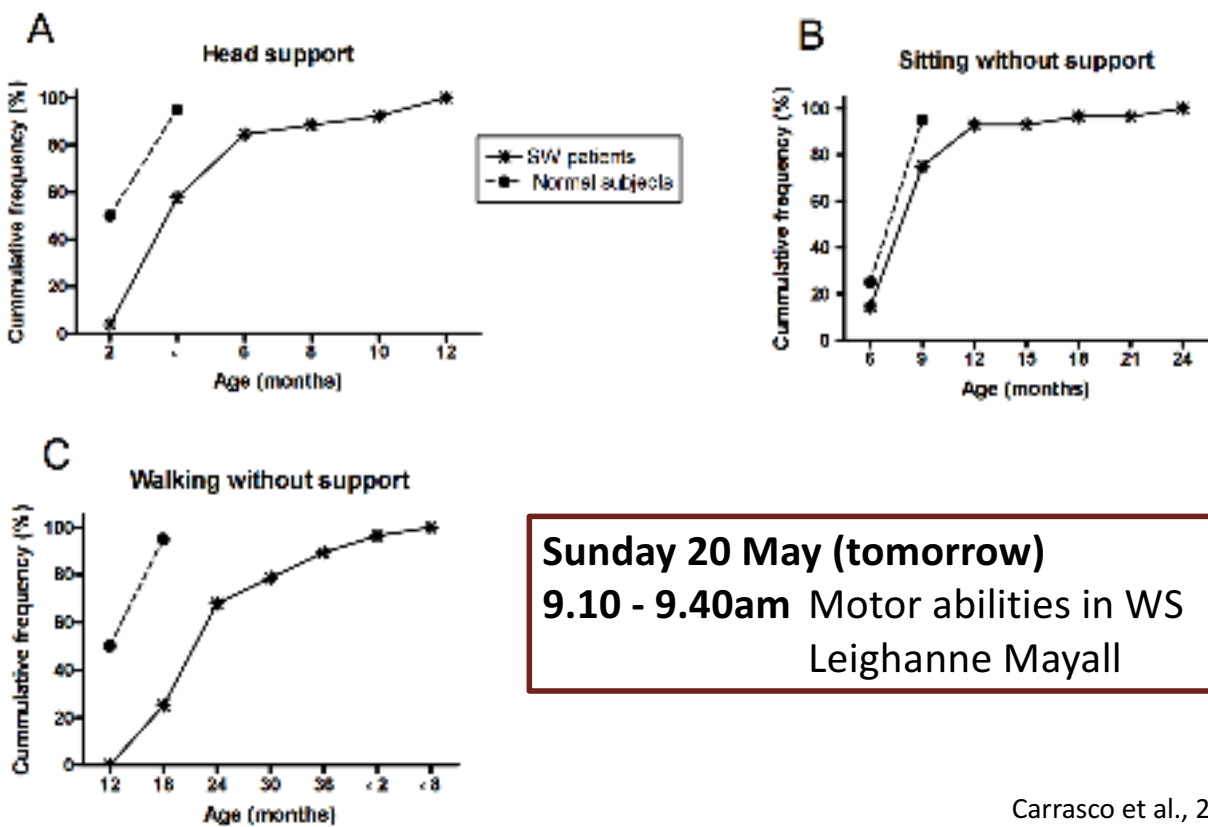 A
Head support
Cummulative frequency (%)
100
80
60
40
20
0
2
6
8
10
12
Age (months)
SW patients
Normal subjects
B
Sitting without support
Cummulative frequency (%)
100
80
60
40
20
0
6
9
12
15
18
21
24
Age (months)
C
Walking without support
Cummulative frequency (%)
100
80
60
40
20
0
12
18
24
30
36
Age (months)
Sunday 20 May (tomorrow)
9.10 - 9.40am Motor abilities in WS
Leighanne Mayall
Carrasco et al., 2